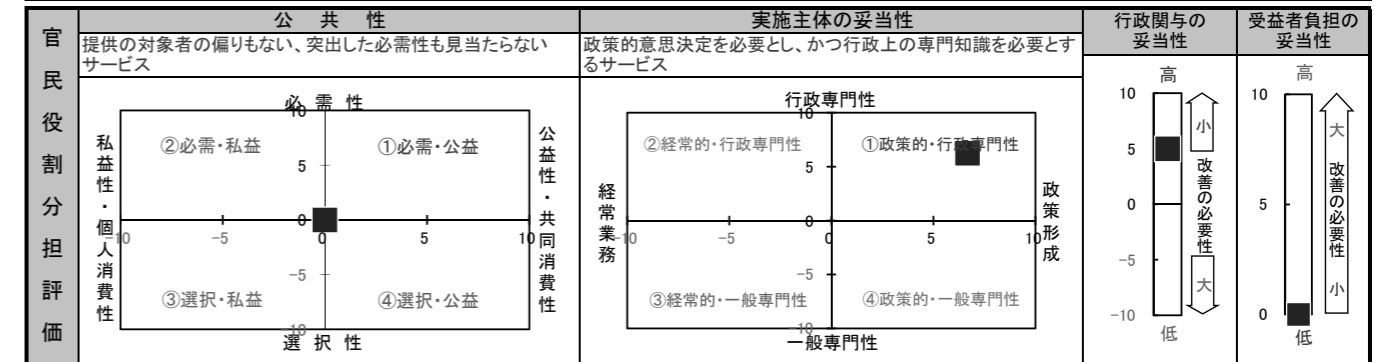 官民役割分担評価
公 共 性
提供の対象者の偏りもない、突出した必需性も見当たらない
サービス
必 需 性
10
②必需・私益
①必需・公益
5
私益性・個人消費性
公益性・共同消費性
0
-10 -5 0 5 10
-5
③選択・私益
④選択・公益
-10
選 択 性
実施主体の妥当性
政策的意思決定を必要とし、かつ行政上の専門知識を必要とす
るサービス
行政専門性
10
②経常的・行政専門性
①政策的・行政専門性
5
経常業務
政策形成
0
-10 -5 0 5 10
-5
③経常的・一般専門性
④政策的・一般専門性
-10
一般専門性
行政関与の
妥当性
高
10
5
0
-5
-10
小
改善の必要性
大
低
受益者負担の
妥当性
高
10
5
0
大
改善の必要性
小
低